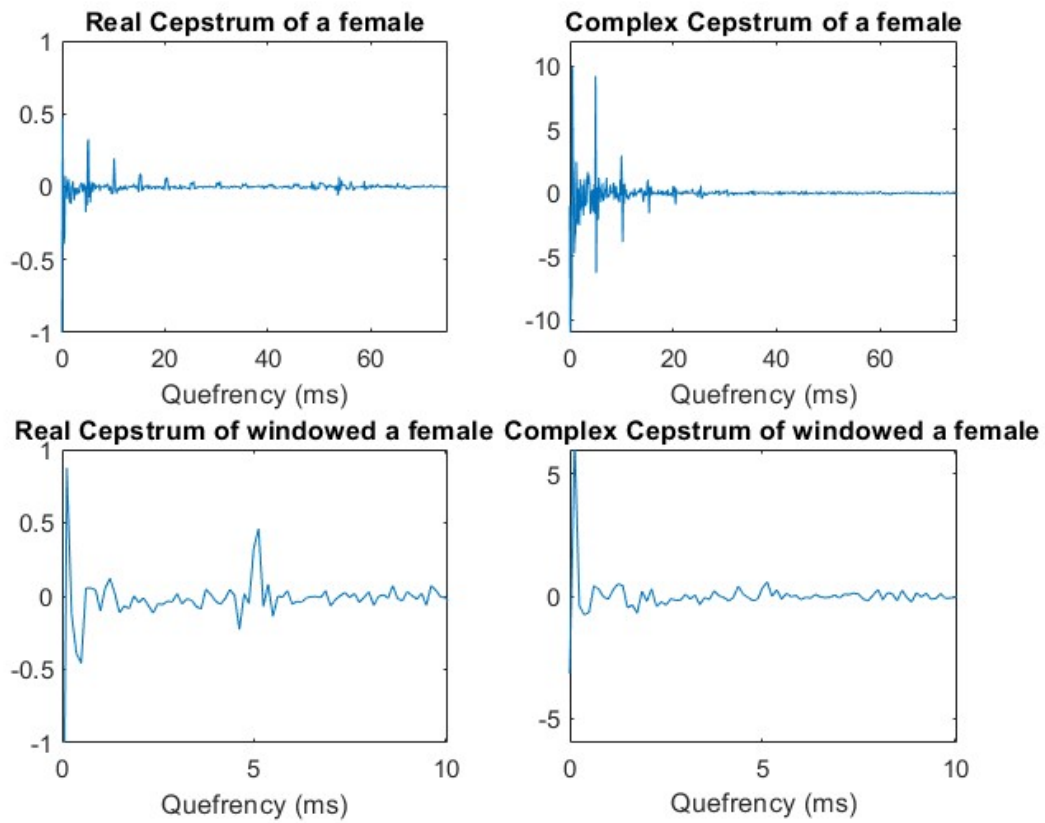 Real Cepstrum of a female
1
0.5
0
-0.5
-1
0 20 40 60
Quefrency (ms)
Complex Cepstrum of a female
10
5
0
-5
-10
0 20 40 60
Quefrency (ms)
Real Cepstrum of windowed a female
1
0.5
0
-0.5
-1
0 5 10
Quefrency (ms)
Complex Cepstrum of windowed a female
5
0
-5
0 5 10
Quefrency (ms)